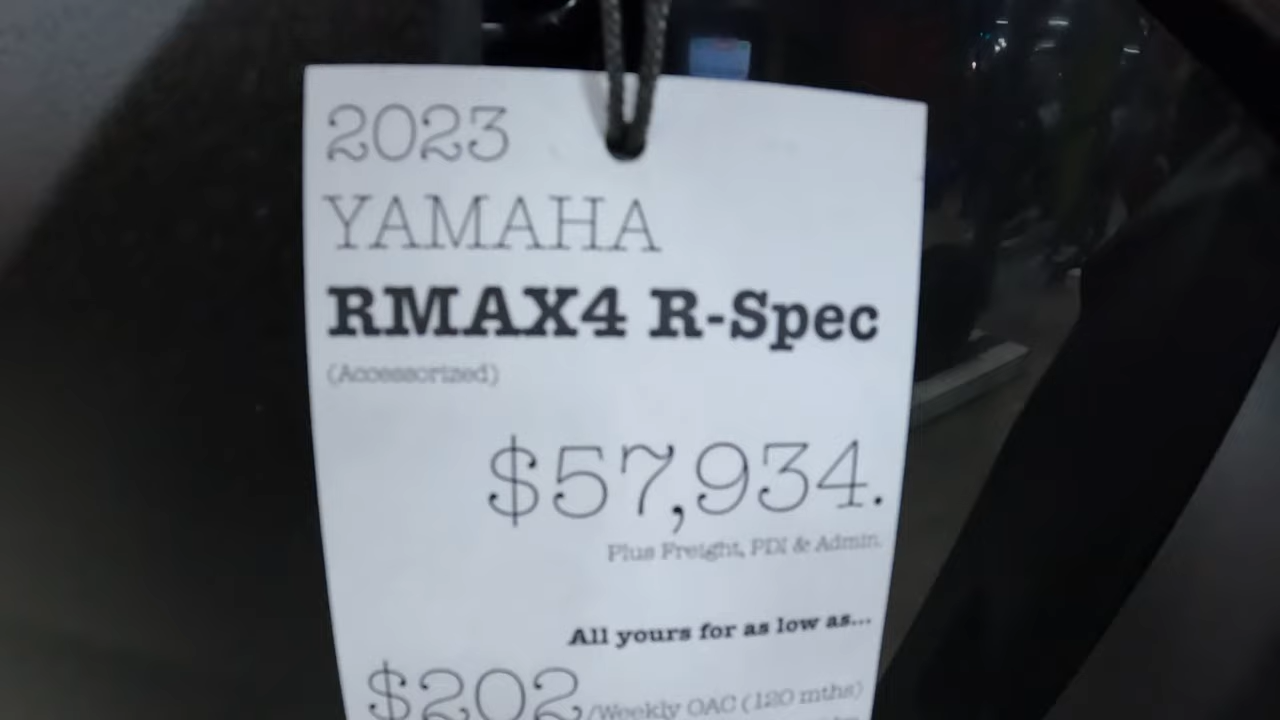 2023
YAMAHA
RMAX4 R-Spec
(Accessorized)
$57,934.
Plus Freight, PDI & Admin.
All yours for as low as...
$202/Weekly OAC (120 mths)